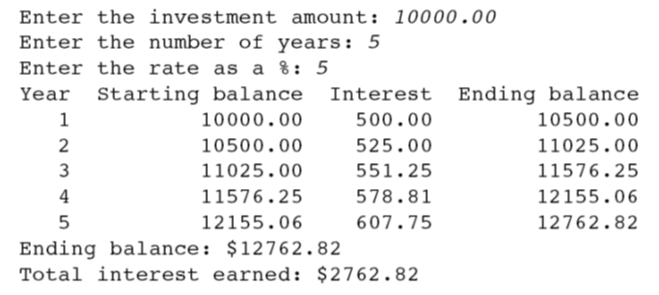 Enter the investment amount: 10000.00
Enter the number of years: 5
Enter the rate as a %: 5
Year Starting balance Interest Ending balance
1 10000.00 500.00 10500.00
2 10500.00 525.00 11025.00
3 11025.00 551.25 11576.25
4 11576.25 578.81 12155.06
5 12155.06 607.75 12762.82
Ending balance: $12762.82
Total interest earned: $2762.82